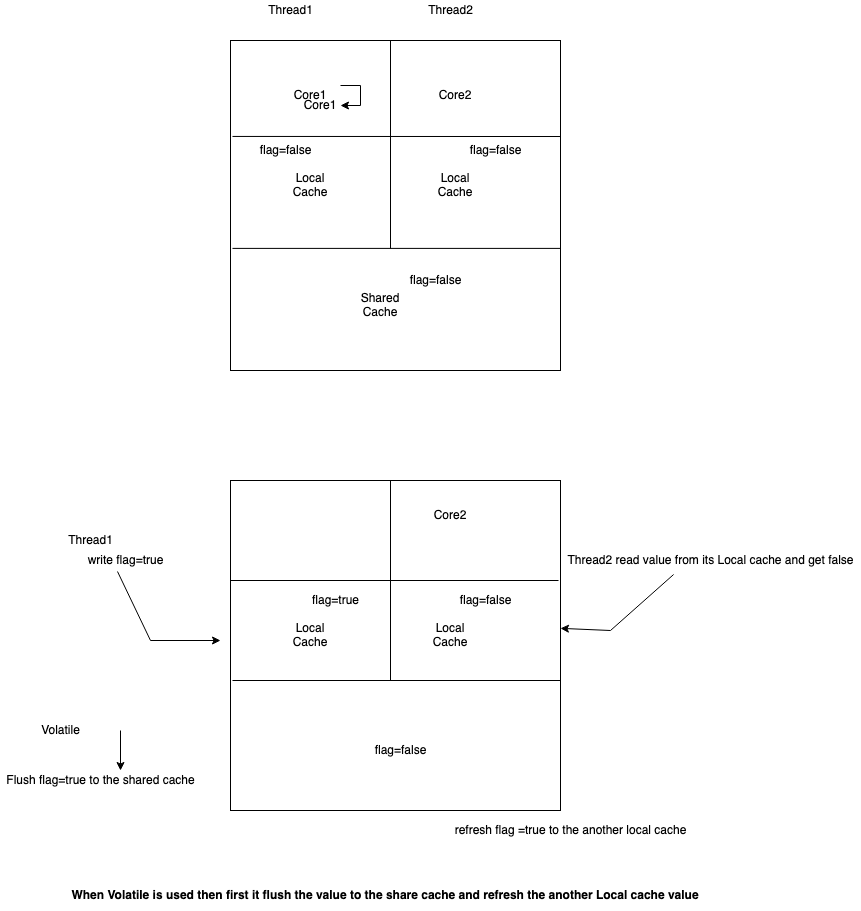 Thread1
Thread2
Core1
Core1
Core2
flag=false
flag=false
Local
Cache
Local
Cache
flag=false
Shared
Cache
Core2
Thread1
write flag=true
Thread2 read value from its Local cache and get false
flag=true
flag=false
Local
Cache
Local
Cache
Volatile
flag=false
Flush flag=true to the shared cache
refresh flag =true to the another local cache
When Volatile is used then first it flush the value to the share cache and refresh the another Local cache value